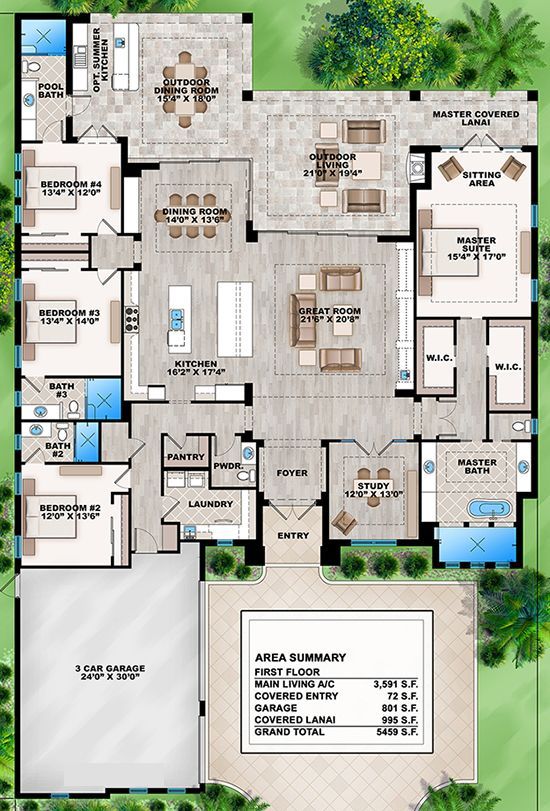 OPT. SUMMER
KITCHEN
OUTDOOR
DINING ROOM
15'4" X 18'0"
POOL
BATH
MASTER COVERED
LANAI
OUTDOOR
LIVING
21'0" X 19'4"
BEDROOM #4
13'4" X 12'0"
SITTING
AREA
DINING ROOM
14'0" X 13'6"
MASTER
SUITE
15'4" X 17'0"
BEDROOM #3
13'4" X 14'0"
GREAT ROOM
21'6" X 20'8"
KITCHEN
16'2" X 17'4"
W.I.C.
W.I.C.
BATH
#3
BATH
#2
PANTRY
PWDR.
FOYER
MASTER
BATH
STUDY
12'0" X 13'0"
BEDROOM #2
12'0" X 13'6"
LAUNDRY
ENTRY
3 CAR GARAGE
24'0" X 30'0"
AREA SUMMARY
FIRST FLOOR
MAIN LIVING A/C 3,591 S.F.
COVERED ENTRY 72 S.F.
GARAGE 801 S.F.
COVERED LANAI 995 S.F.
GRAND TOTAL 5459 S.F.